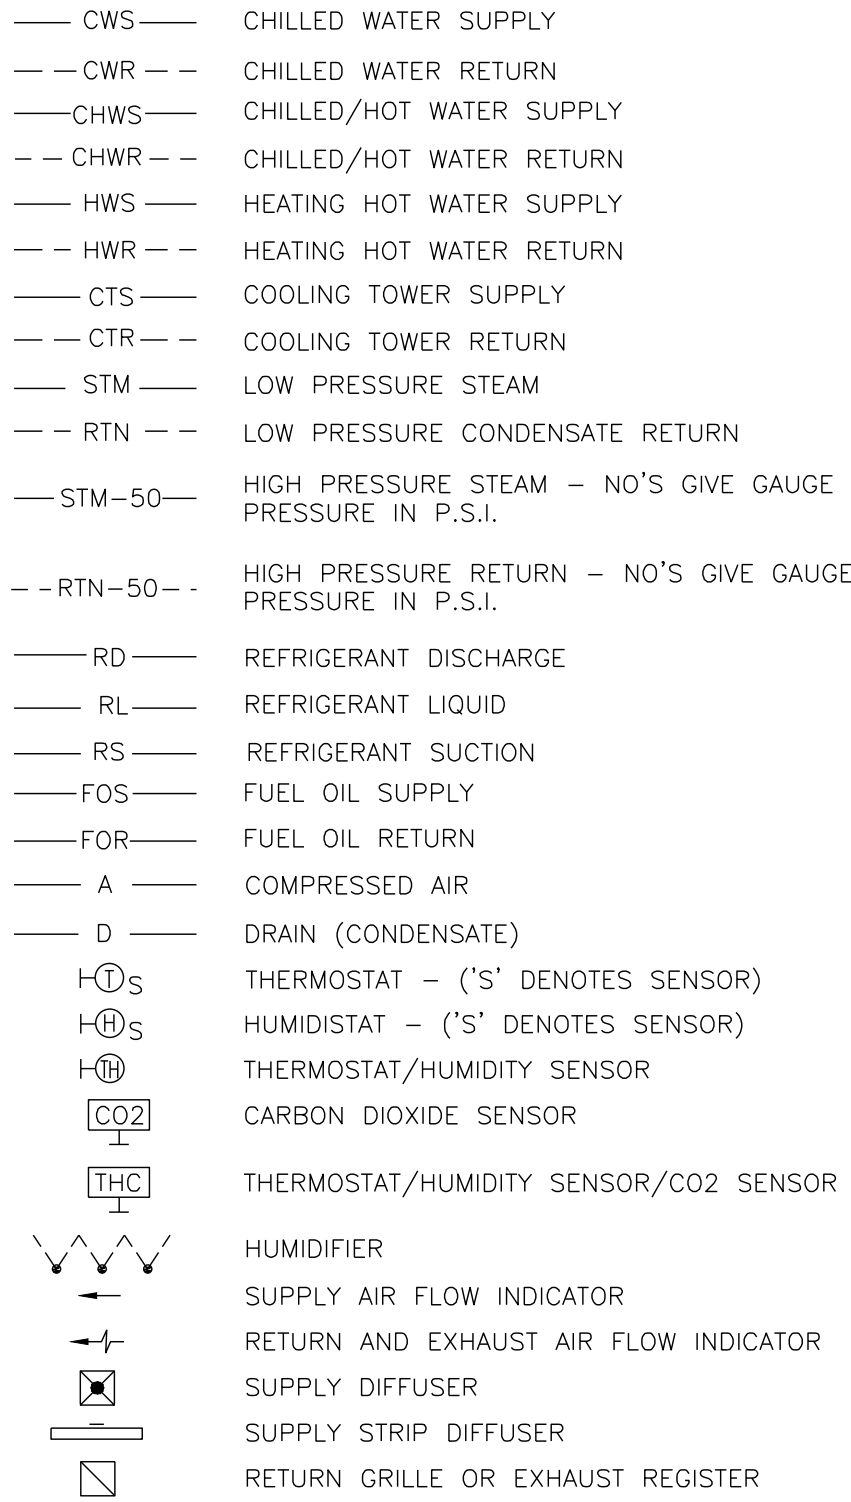 CWS CHILLED WATER SUPPLY
CWR CHILLED WATER RETURN
CHWS CHILLED/HOT WATER SUPPLY
CHWR CHILLED/HOT WATER RETURN
HWS HEATING HOT WATER SUPPLY
HWR HEATING HOT WATER RETURN
CTS COOLING TOWER SUPPLY
CTR COOLING TOWER RETURN
STM LOW PRESSURE STEAM
RTN LOW PRESSURE CONDENSATE RETURN
STM-50 HIGH PRESSURE STEAM - NO'S GIVE GAUGE
PRESSURE IN P.S.I.
RTN-50 HIGH PRESSURE RETURN - NO'S GIVE GAUGE
PRESSURE IN P.S.I.
RD REFRIGERANT DISCHARGE
RL REFRIGERANT LIQUID
RS REFRIGERANT SUCTION
FOS FUEL OIL SUPPLY
FOR FUEL OIL RETURN
A COMPRESSED AIR
D DRAIN (CONDENSATE)
T S THERMOSTAT - ('S' DENOTES SENSOR)
H S HUMIDISTAT - ('S' DENOTES SENSOR)
TH THERMOSTAT/HUMIDITY SENSOR
CO2 CARBON DIOXIDE SENSOR
THC THERMOSTAT/HUMIDITY SENSOR/CO2 SENSOR
HUMIDIFIER
SUPPLY AIR FLOW INDICATOR
RETURN AND EXHAUST AIR FLOW INDICATOR
SUPPLY DIFFUSER
SUPPLY STRIP DIFFUSER
RETURN GRILLE OR EXHAUST REGISTER